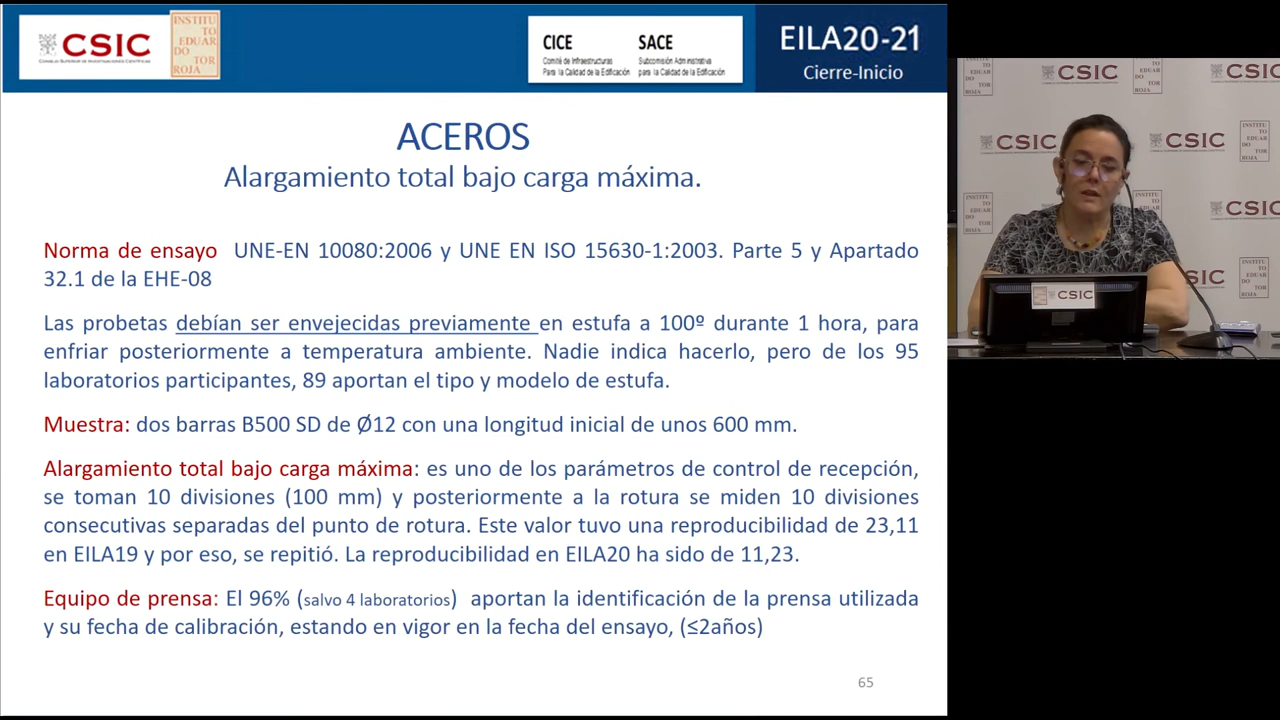 CSIC
CONSEJO SUPERIOR DE INVESTIGACIONES CIENTÍFICAS
INSTITU
TO
EDUAR
DO
TOR
ROJA
CICE
Comité de Infraestructuras
Para la Calidad de la Edificación
SACE
Subcomisión Administrativa
para la Calidad de la Edificación
EILA20-21
Cierre-Inicio
ACEROS
Alargamiento total bajo carga máxima.
Norma de ensayo UNE-EN 10080:2006 y UNE EN ISO 15630-1:2003. Parte 5 y Apartado
32.1 de la EHE-08
Las probetas debían ser envejecidas previamente en estufa a 100º durante 1 hora, para
enfriar posteriormente a temperatura ambiente. Nadie indica hacerlo, pero de los 95
laboratorios participantes, 89 aportan el tipo y modelo de estufa.
Muestra: dos barras B500 SD de Ø12 con una longitud inicial de unos 600 mm.
Alargamiento total bajo carga máxima: es uno de los parámetros de control de recepción,
se toman 10 divisiones (100 mm) y posteriormente a la rotura se miden 10 divisiones
consecutivas separadas del punto de rotura. Este valor tuvo una reproducibilidad de 23,11
en EILA19 y por eso, se repitió. La reproducibilidad en EILA20 ha sido de 11,23.
Equipo de prensa: El 96% (salvo 4 laboratorios) aportan la identificación de la prensa utilizada
y su fecha de calibración, estando en vigor en la fecha del ensayo, (≤2años)
65
CSIC
CSIC
CSIC
CSIC
CSIC
CSIC
CSIC